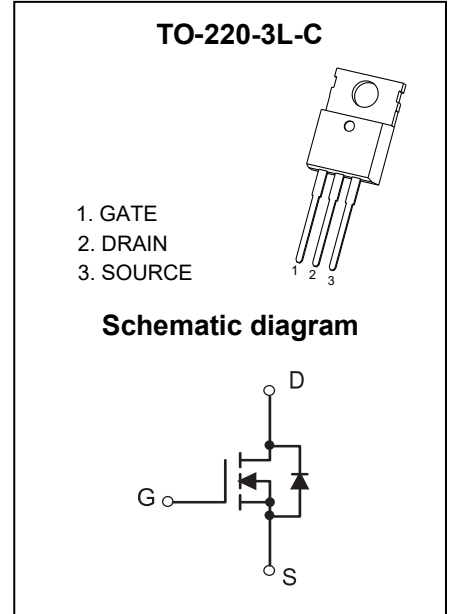 TO-220-3L-C
1. GATE
2. DRAIN
3. SOURCE
1 2 3
Schematic diagram
D
G
S